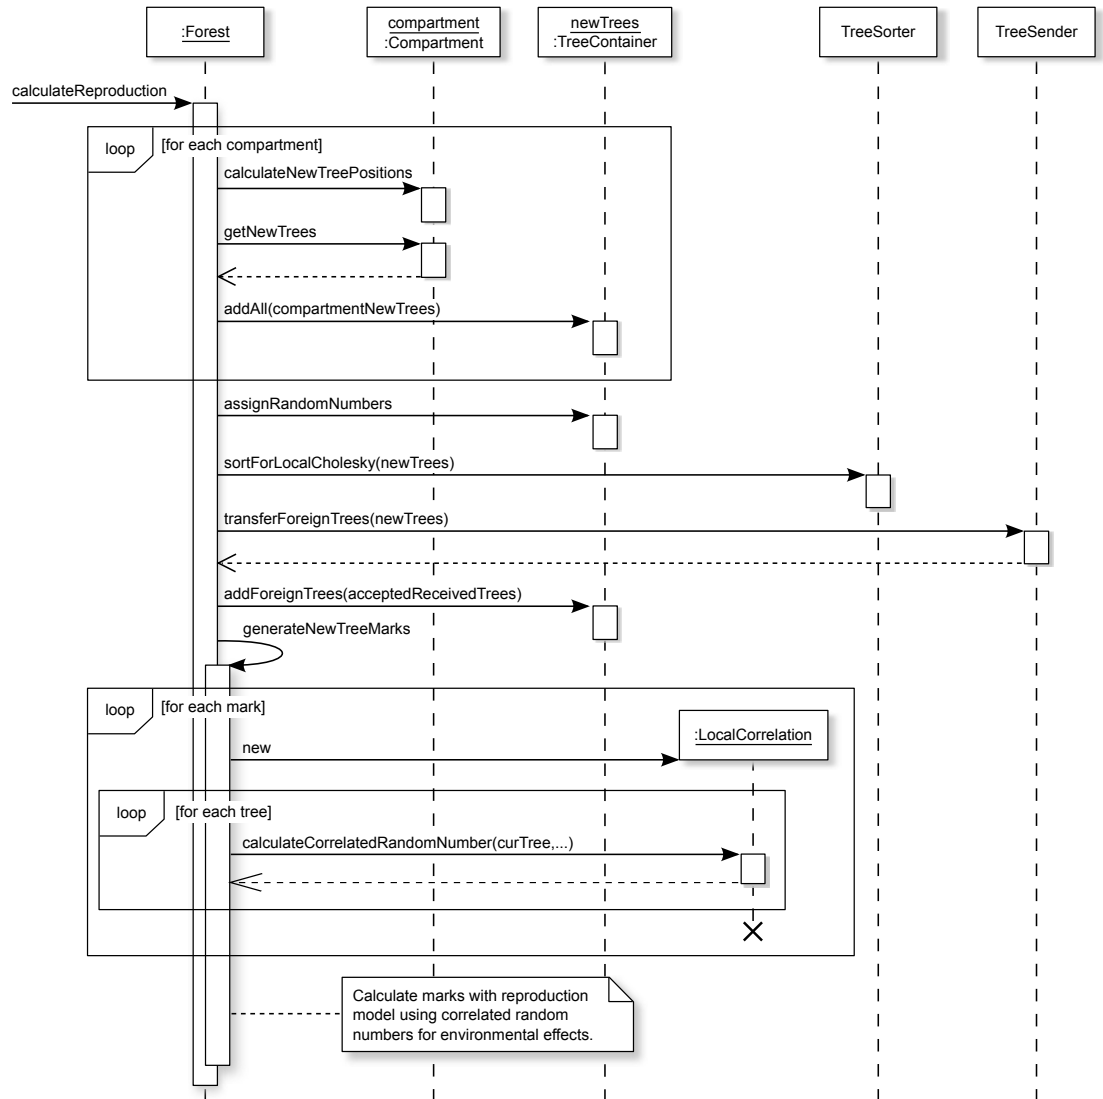 :Forest
compartment
:Compartment
newTrees
:TreeContainer
TreeSorter
TreeSender
calculateReproduction
loop
[for each compartment]
calculateNewTreePositions
getNewTrees
addAll(compartmentNewTrees)
assignRandomNumbers
sortForLocalCholesky(newTrees)
transferForeignTrees(newTrees)
addForeignTrees(acceptedReceivedTrees)
generateNewTreeMarks
loop
[for each mark]
:LocalCorrelation
new
loop
[for each tree]
calculateCorrelatedRandomNumber(curTree,...)
Calculate marks with reproduction
model using correlated random
numbers for environmental effects.